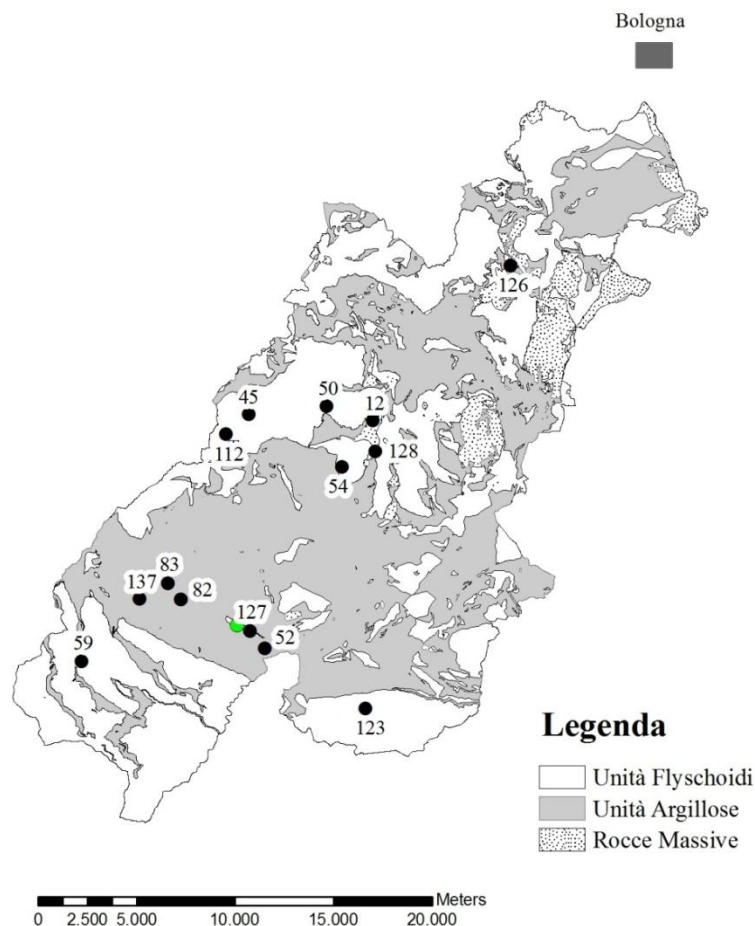 Bologna
126
45
50
12
112
128
54
83
137
82
127
52
59
123
Legenda
Unità Flyschoidi
Unità Argillose
Rocce Massive
Meters
0 2.500 5.000 10.000 15.000 20.000